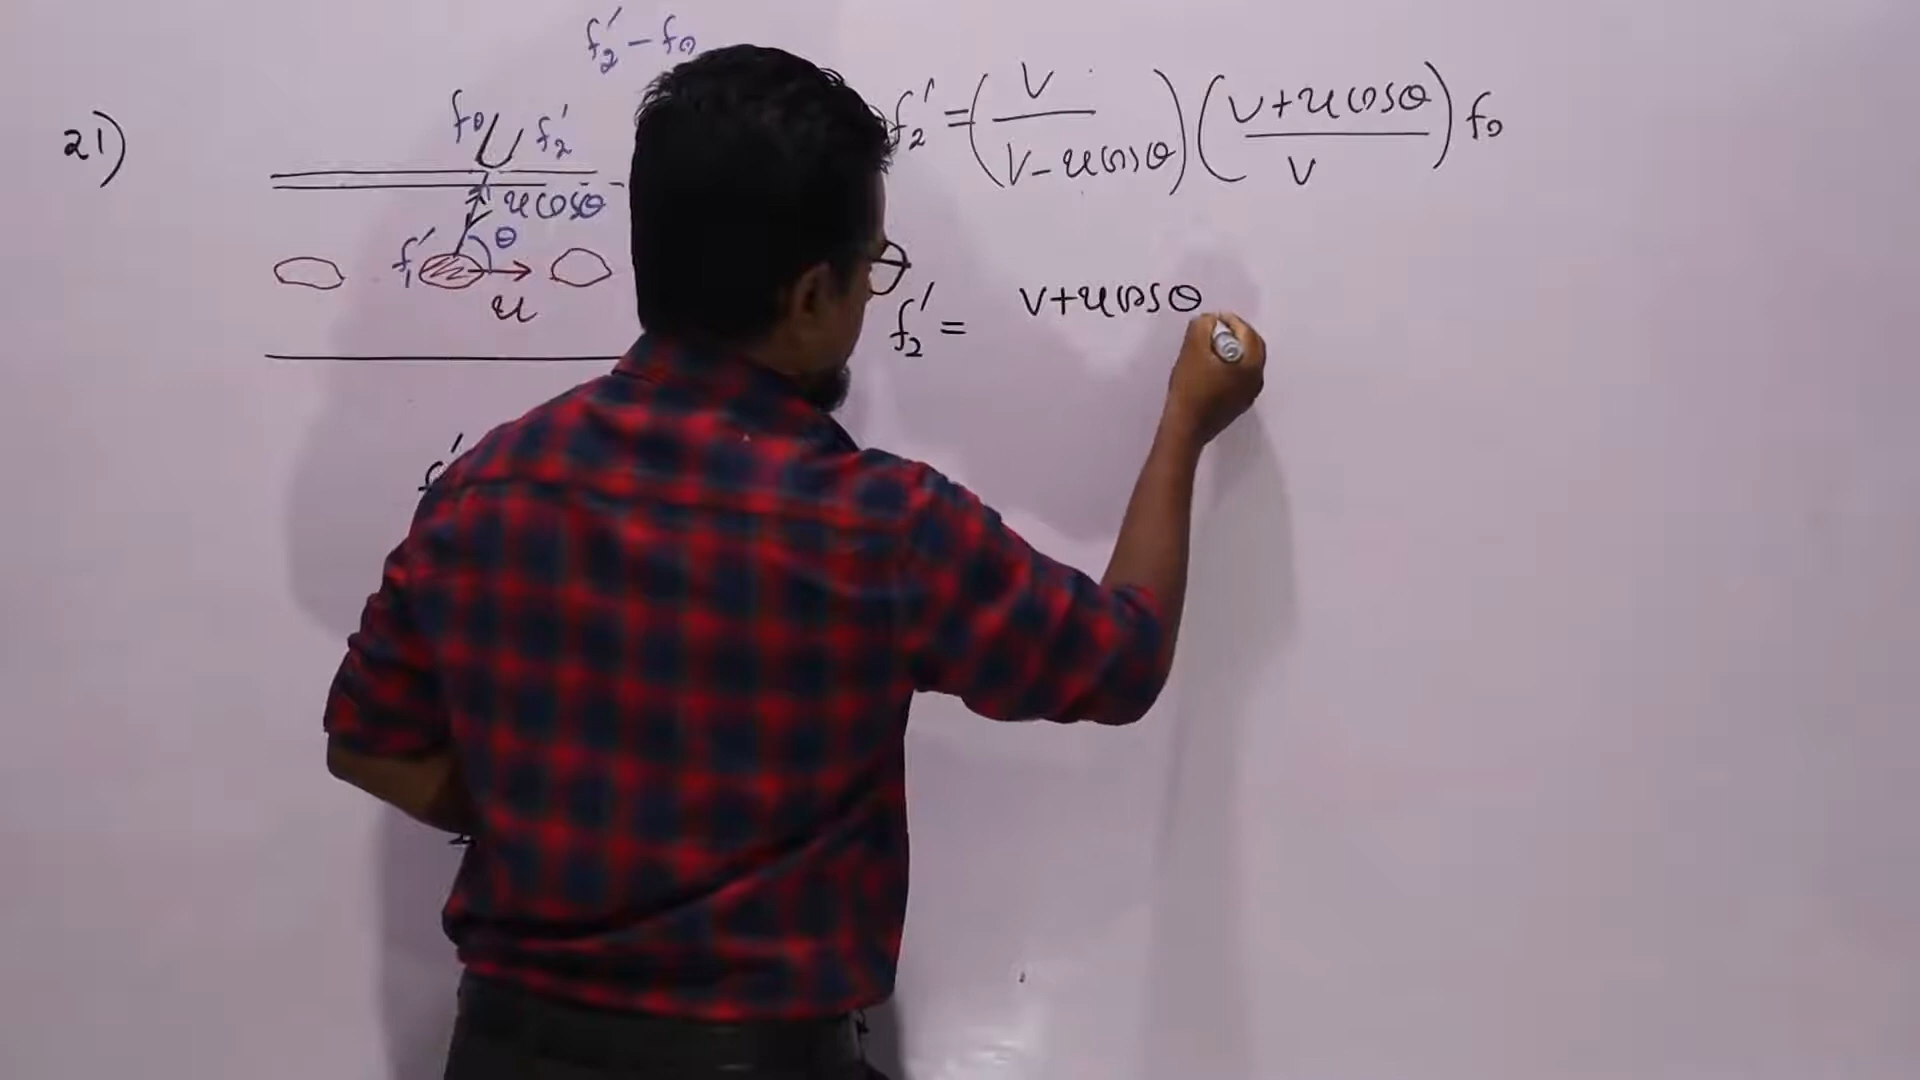 f₂′ - f₀
21)
f₀ f₂′
u cosθ
f₁′ θ
u
f₂′ = (V / (V - u cosθ)) ((V + u cosθ) / V) f₀
f₂′ = V + u cosθ